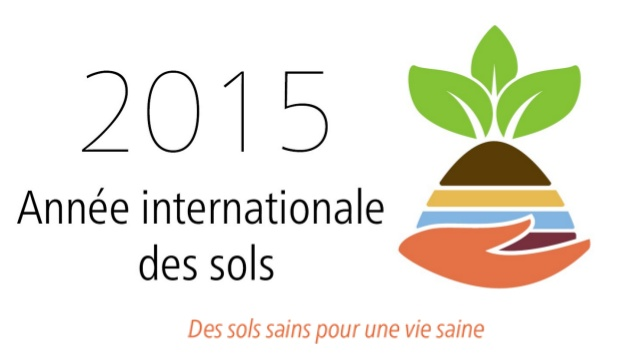 2015
Année internationale
des sols
Des sols sains pour une vie saine